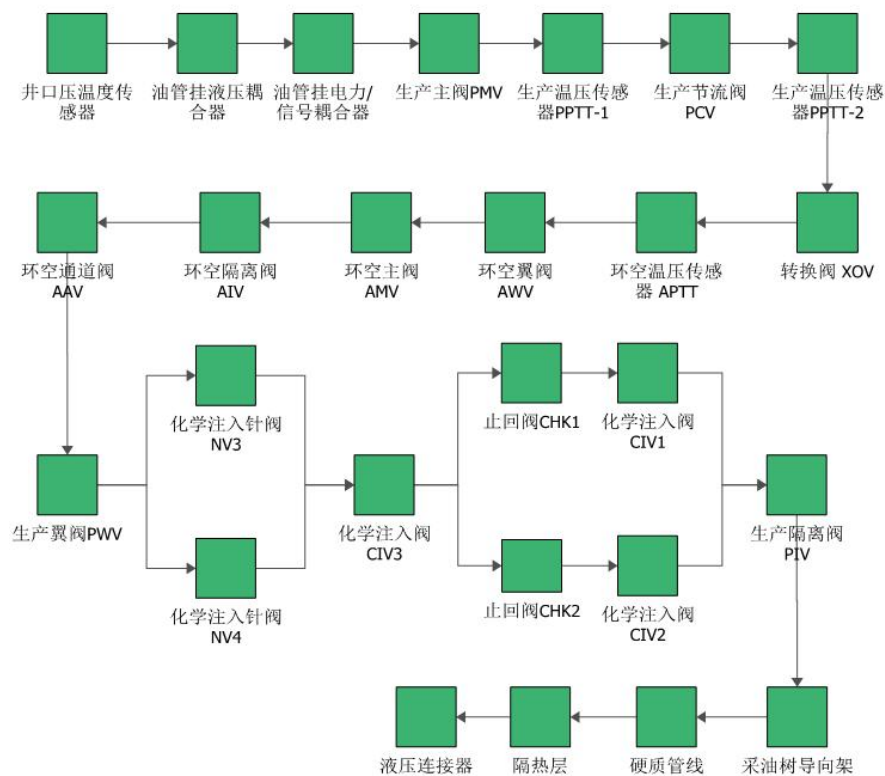 井口压温度传
感器
油管挂液压耦
合器
油管挂电力/
信号耦合器
生产主阀PMV
生产温压传感
器PPTT-1
生产节流阀
PCV
生产温压传感
器PPTT-2
环空通道阀
AAV
环空隔离阀
AIV
环空主阀
AMV
环空翼阀
AWV
环空温压传感
器 APTT
转换阀 XOV
化学注入针阀
NV3
止回阀CHK1
化学注入阀
CIV1
生产翼阀PWV
化学注入阀
CIV3
生产隔离阀
PIV
化学注入针阀
NV4
止回阀CHK2
化学注入阀
CIV2
液压连接器
隔热层
硬质管线
采油树导向架